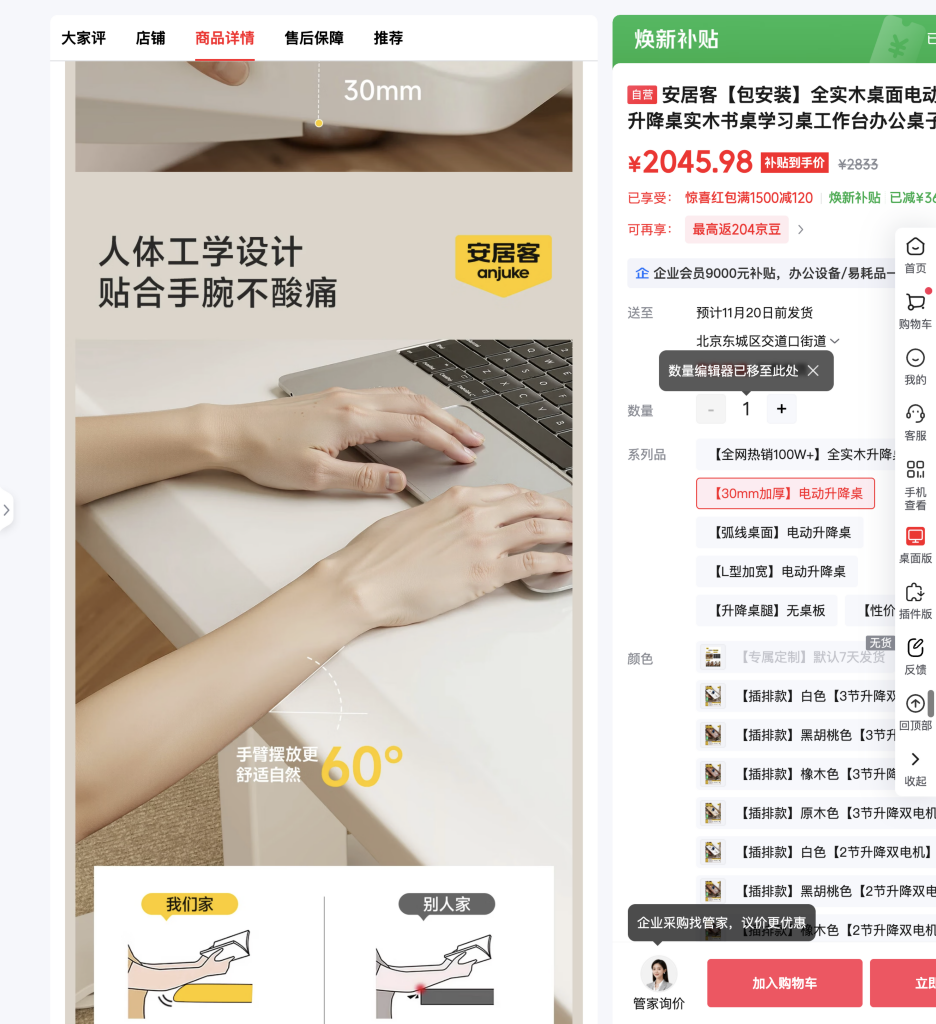 大家评
店铺
商品详情
售后保障
推荐
30mm
人体工学设计
贴合手腕不酸痛
安居客
anjuke
手臂摆放更
舒适自然
60°
我们家
别人家
焕新补贴
已
自营 安居客【包安装】全实木桌面电动
升降桌实木书桌学习桌工作台办公桌子
¥2045.98 补贴到手价 ¥2833
已享受： 惊喜红包满1500减120 焕新补贴 已减¥36
可再享： 最高返204京豆
企 企业会员9000元补贴，办公设备/易耗品一
送至 预计11月20日前发货
北京东城区交道口街道
数量编辑器已移至此处
数量 - 1 +
系列品 【全网热销100W+】全实木升降
【30mm加厚】电动升降桌
【弧线桌面】电动升降桌
【L型加宽】电动升降桌
【升降桌腿】无桌板 【性价
无货
颜色 【专属定制】默认7天发货
【插排款】白色【3节升降双
【插排款】黑胡桃色【3节升
【插排款】橡木色【3节升降
【插排款】原木色【3节升降双电机
【插排款】白色【2节升降双电机】
【插排款】黑胡桃色【2节升降双电
木色【2节升降双电机
企业采购找管家，议价更优惠
管家询价
加入购物车
立即
首页
购物车
我的
客服
手机
查看
桌面版
插件版
反馈
回顶部
收起